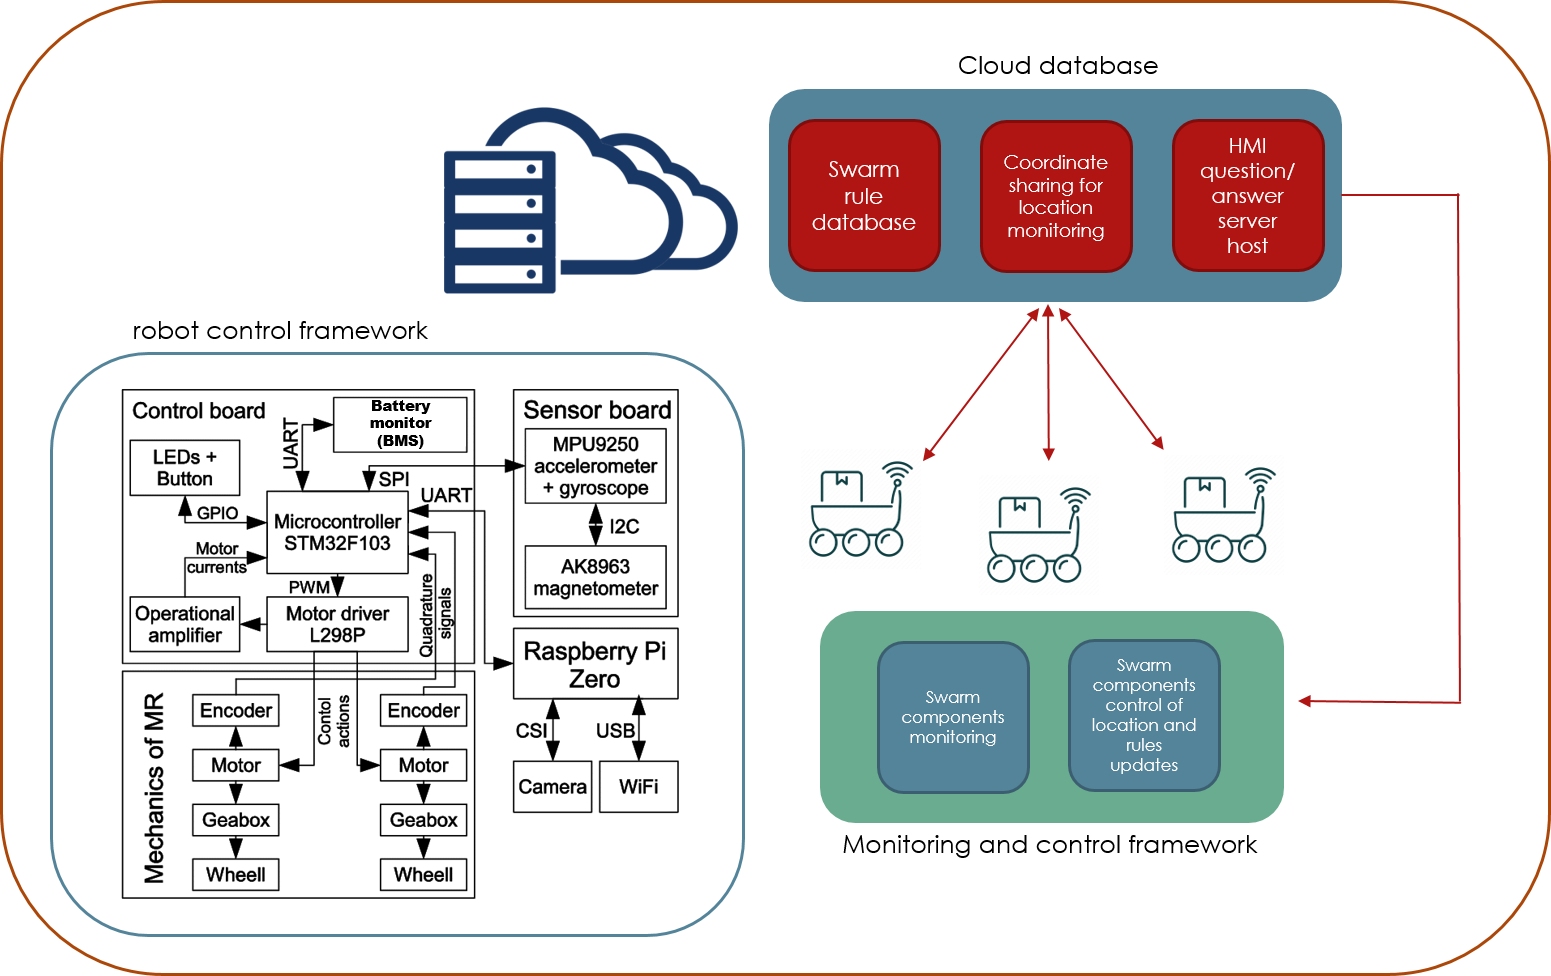 Cloud database
Swarm
rule
database
Coordinate
sharing for
location
monitoring
HMI
question/
answer
server
host
robot control framework
Control board
Battery
monitor
(BMS)
UART
LEDs +
Button
SPI
GPIO
UART
Microcontroller
STM32F103
Motor
currents
PWM
Operational
amplifier
Motor driver
L298P
Quadrature
signals
Sensor board
MPU9250
accelerometer
+ gyroscope
I2C
AK8963
magnetometer
Raspberry Pi
Zero
CSI
USB
Camera
WiFi
Mechanics of MR
Encoder
Motor
Geabox
Wheell
Contol
actions
Encoder
Motor
Geabox
Wheell
Swarm
components
monitoring
Swarm
components
control of
location and
rules
updates
Monitoring and control framework